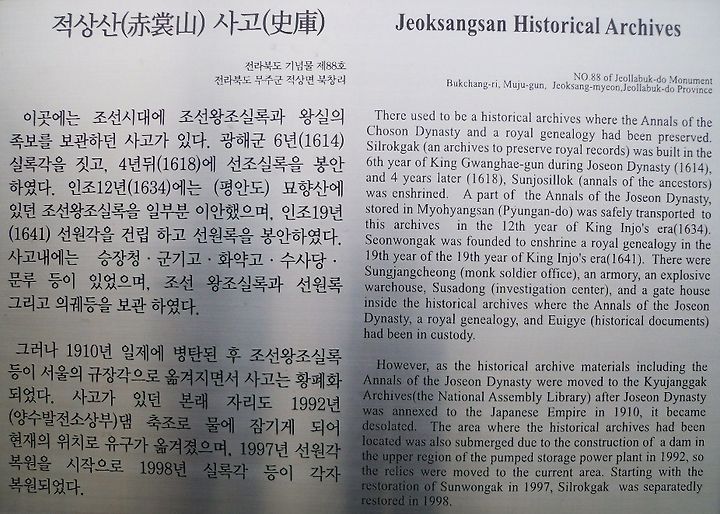 적상산(赤裳山) 사고(史庫)
전라북도 기념물 제88호
전라북도 무주군 적상면 북창리
이곳에는 조선시대에 조선왕조실록과 왕실의
족보를 보관하던 사고가 있다. 광해군 6년(1614)
실록각을 짓고, 4년뒤(1618)에 선조실록을 봉안
하였다. 인조12년(1634)에는 (평안도) 묘향산에
있던 조선왕조실록을 일부분 이안했으며, 인조19년
(1641) 선원각을 건립 하고 선원록을 봉안하였다.
사고내에는 승장청·군기고·화약고·수사당·
문루 등이 있었으며, 조선 왕조실록과 선원록
그리고 의궤등을 보관 하였다.
그러나 1910년 일제에 병탄된 후 조선왕조실록
등이 서울의 규장각으로 옮겨지면서 사고는 황폐화
되었다. 사고가 있던 본래 자리도 1992년
(양수발전소상부)댐 축조로 물에 잠기게 되어
현재의 위치로 유구가 옮겨졌으며, 1997년 선원각
복원을 시작으로 1998년 실록각 등이 각자
복원되었다.
Jeoksangsan Historical Archives
NO.88 of Jeollabuk-do Monument
Bukchang-ri, Muju-gun, Jeoksang-myeon,Jeollabuk-do Province
There used to be a historical archives where the Annals of the
Choson Dynasty and a royal genealogy had been preserved.
Silrokgak (an archives to preserve royal records) was built in the
6th year of King Gwanghae-gun during Joseon Dynasty (1614),
and 4 years later (1618), Sunjosillok (annals of the ancestors)
was enshrined. A part of the Annals of the Joseon Dynasty,
stored in Myohyangsan (Pyungan-do) was safely transported to
this archives in the 12th year of King Injo's era(1634).
Seonwongak was founded to enshrine a royal genealogy in the
19th year of the 19th year of King Injo's era(1641). There were
Sungjangcheong (monk soldier office), an armory, an explosive
warehouse, Susadong (investigation center), and a gate house
inside the historical archives where the Annals of the Joseon
Dynasty, a royal genealogy, and Euigye (historical documents)
had been in custody.
However, as the historical archive materials including the
Annals of the Joseon Dynasty were moved to the Kyujanggak
Archives(the National Assembly Library) after Joseon Dynasty
was annexed to the Japanese Empire in 1910, it became
desolated. The area where the historical archives had been
located was also submerged due to the construction of a dam in
the upper region of the pumped storage power plant in 1992, so
the relics were moved to the current area. Starting with the
restoration of Sunwongak in 1997, Silrokgak was separatedly
restored in 1998.